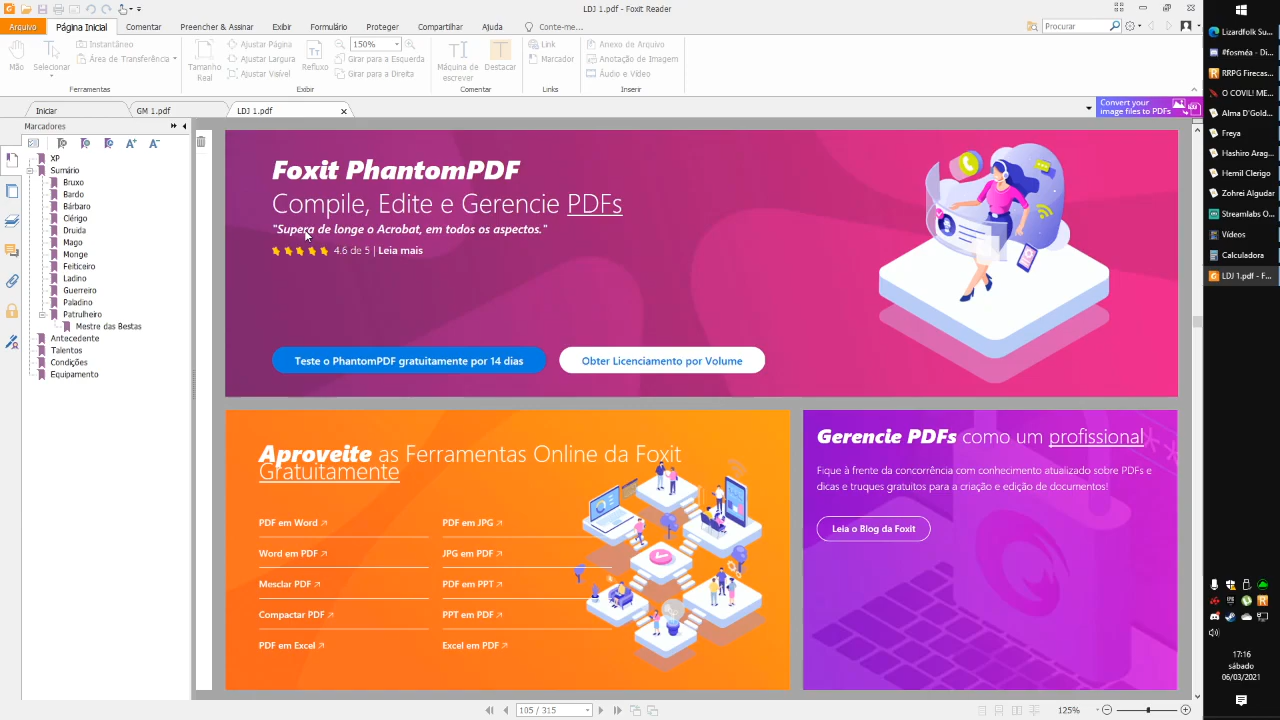 LDJ 1.pdf - Foxit Reader
Arquivo
Página Inicial
Comentar
Preencher & Assinar
Exibir
Formulário
Proteger
Compartilhar
Ajuda
Conte-me...
Procurar
Mão
Selecionar
Instantâneo
Área de Transferência
Ferramentas
Tamanho
Real
Ajustar Página
Ajustar Largura
Ajustar Visível
Refluxo
150%
Girar para a Esquerda
Girar para a Direita
Exibir
Máquina de
escrever
Destacar
Comentar
Link
Marcador
Links
Anexo de Arquivo
Anotação de Imagem
Áudio e Vídeo
Inserir
Iniciar
GM 1.pdf
LDJ 1.pdf
Convert your
image files to PDFs
Marcadores
XP
Sumário
Bruxo
Bardo
Bárbaro
Clérigo
Druida
Mago
Monge
Feiticeiro
Ladino
Guerreiro
Paladino
Patrulheiro
Mestre das Bestas
Antecedente
Talentos
Condições
Equipamento
Foxit PhantomPDF
Compile, Edite e Gerencie PDFs
"Supera de longe o Acrobat, em todos os aspectos."
4.6 de 5 | Leia mais
Teste o PhantomPDF gratuitamente por 14 dias
Obter Licenciamento por Volume
Aproveite as Ferramentas Online da Foxit
Gratuitamente
PDF em Word
PDF em JPG
Word em PDF
JPG em PDF
Mesclar PDF
PDF em PPT
Compactar PDF
PPT em PDF
PDF em Excel
Excel em PDF
Gerencie PDFs como um profissional
Fique à frente da concorrência com conhecimento atualizado sobre PDFs e
dicas e truques gratuitos para a criação e edição de documentos!
Leia o Blog da Foxit
105 / 315
125%
Lizardfolk Su...
#fosméa - Di...
RRPG Firecas...
O COVIL! ME...
Alma D'Gold...
Freya
Hashiro Arag...
Hemil Clerigo
Zohrei Algudar
Streamlabs O...
Vídeos
Calculadora
LDJ 1.pdf - F...
17:16
sábado
06/03/2021